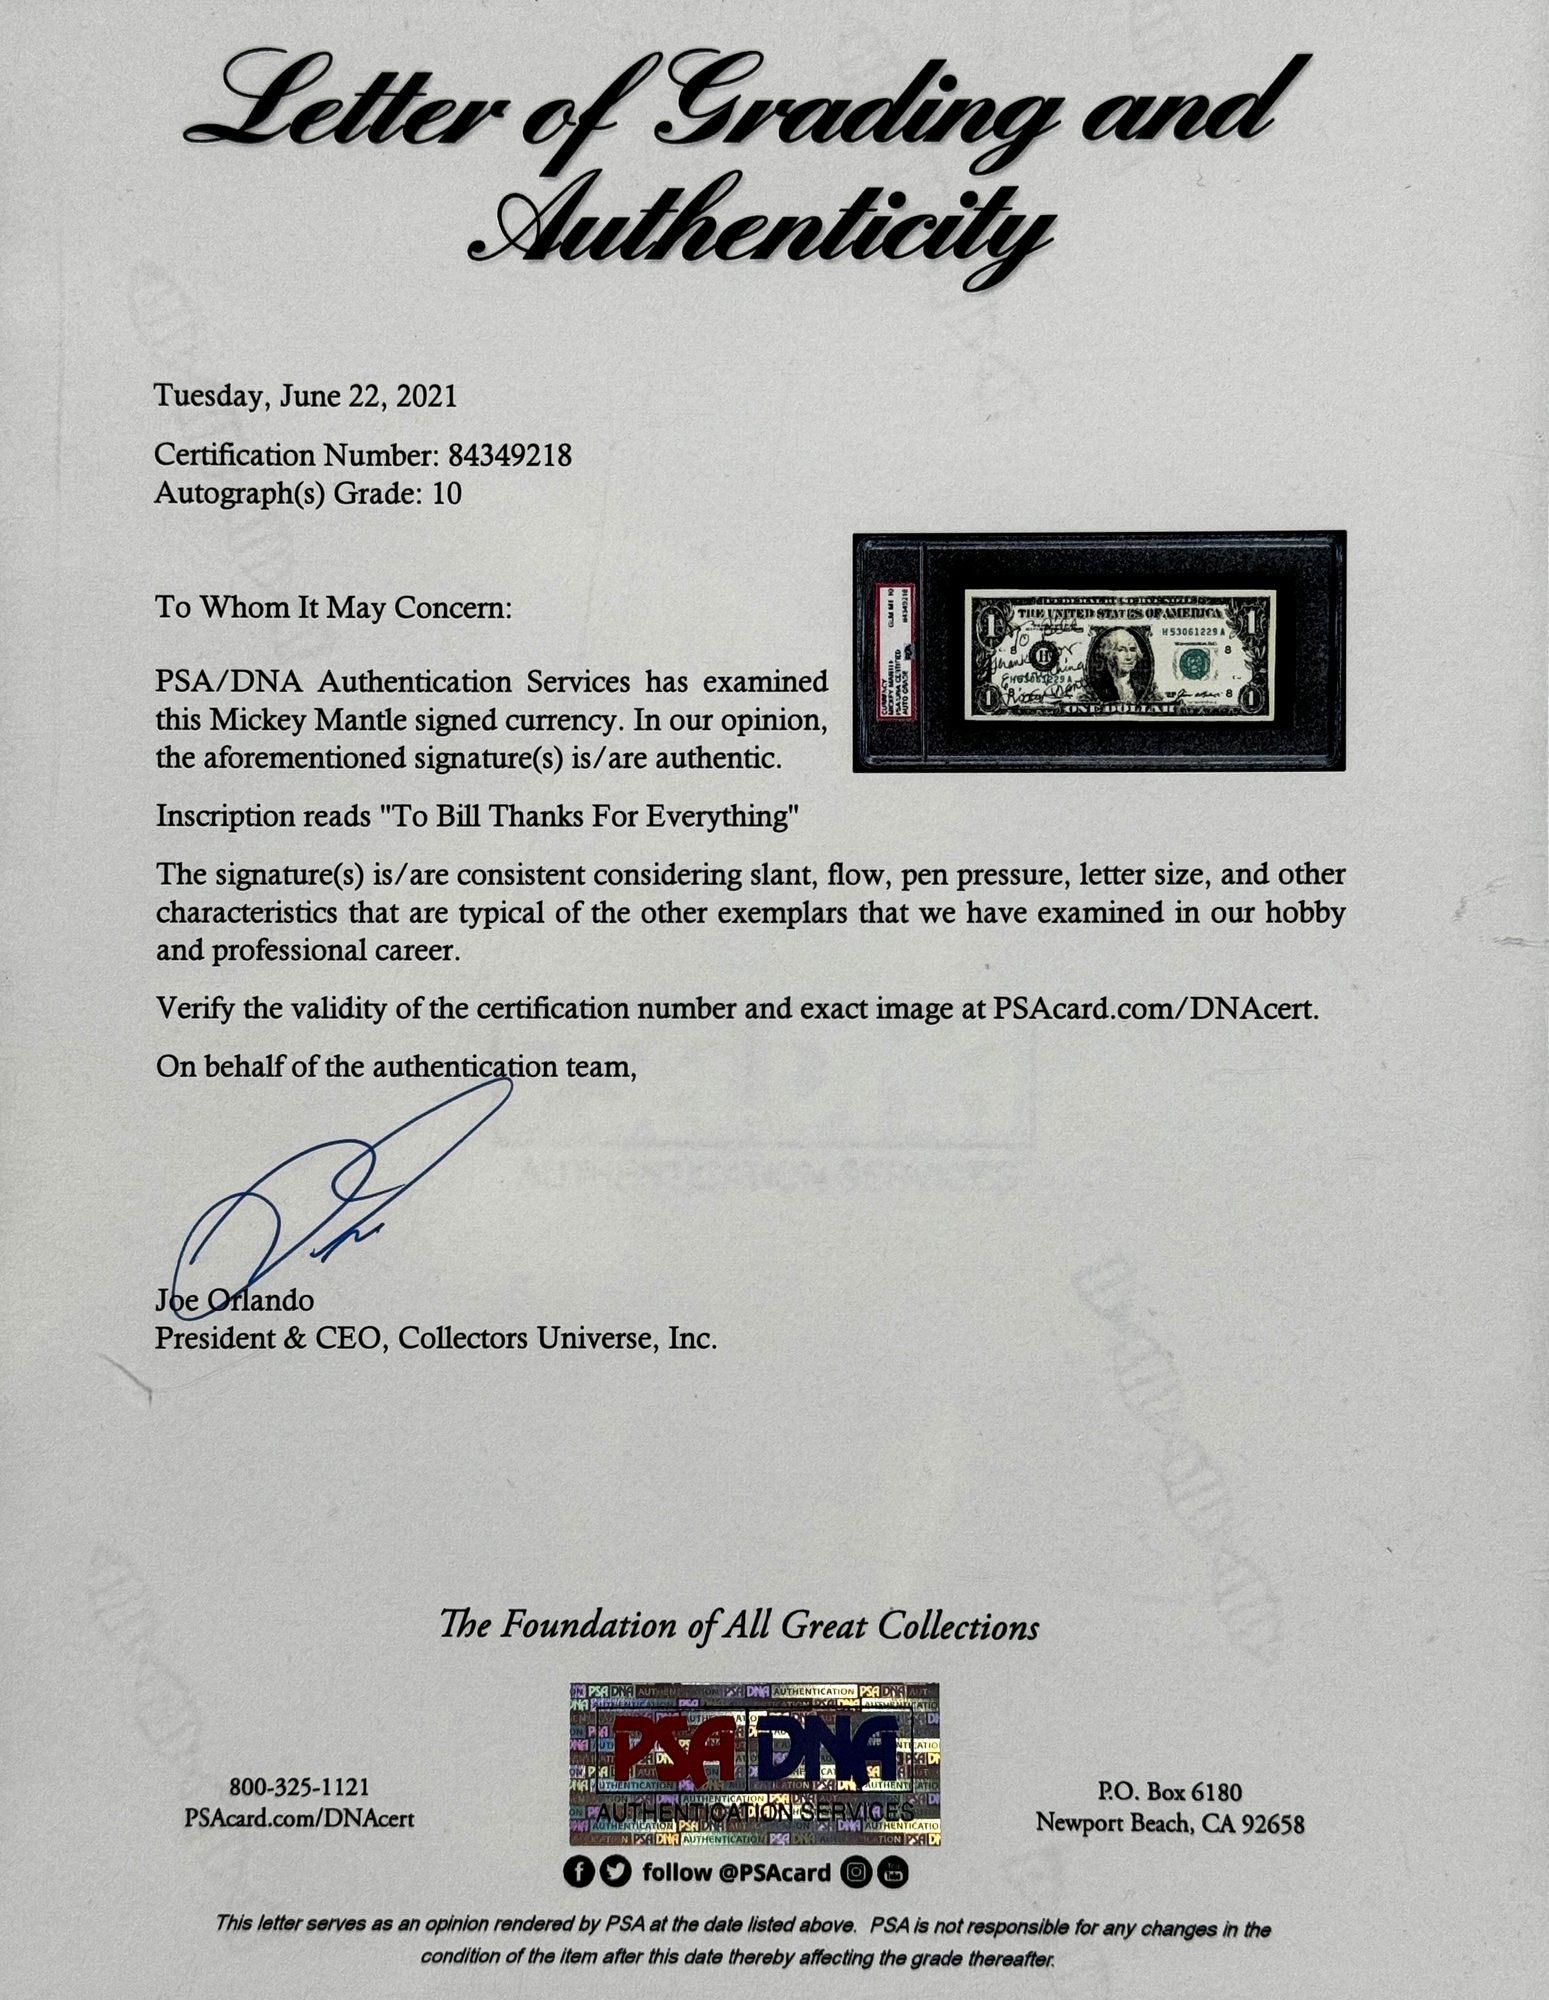 Letter of Grading and
Authenticity
Tuesday, June 22, 2021
Certification Number: 84349218
Autograph(s) Grade: 10
To Whom It May Concern:
PSA/DNA Authentication Services has examined
this Mickey Mantle signed currency. In our opinion,
the aforementioned signature(s) is/are authentic.
THE UNITED STATES OF AMERICA
H 53061229 A
ONE DOLLAR
Inscription reads "To Bill Thanks For Everything"
The signature(s) is/are consistent considering slant, flow, pen pressure, letter size, and other
characteristics that are typical of the other exemplars that we have examined in our hobby
and professional career.
Verify the validity of the certification number and exact image at PSAcard.com/DNAcert.
On behalf of the authentication team,
Joe Orlando
President & CEO, Collectors Universe, Inc.
The Foundation of All Great Collections
PSA DNA
AUTHENTICATION SERVICES
800-325-1121
PSAcard.com/DNAcert
P.O. Box 6180
Newport Beach, CA 92658
follow @PSAcard
This letter serves as an opinion rendered by PSA at the date listed above. PSA is not responsible for any changes in the
condition of the item after this date thereby affecting the grade thereafter.